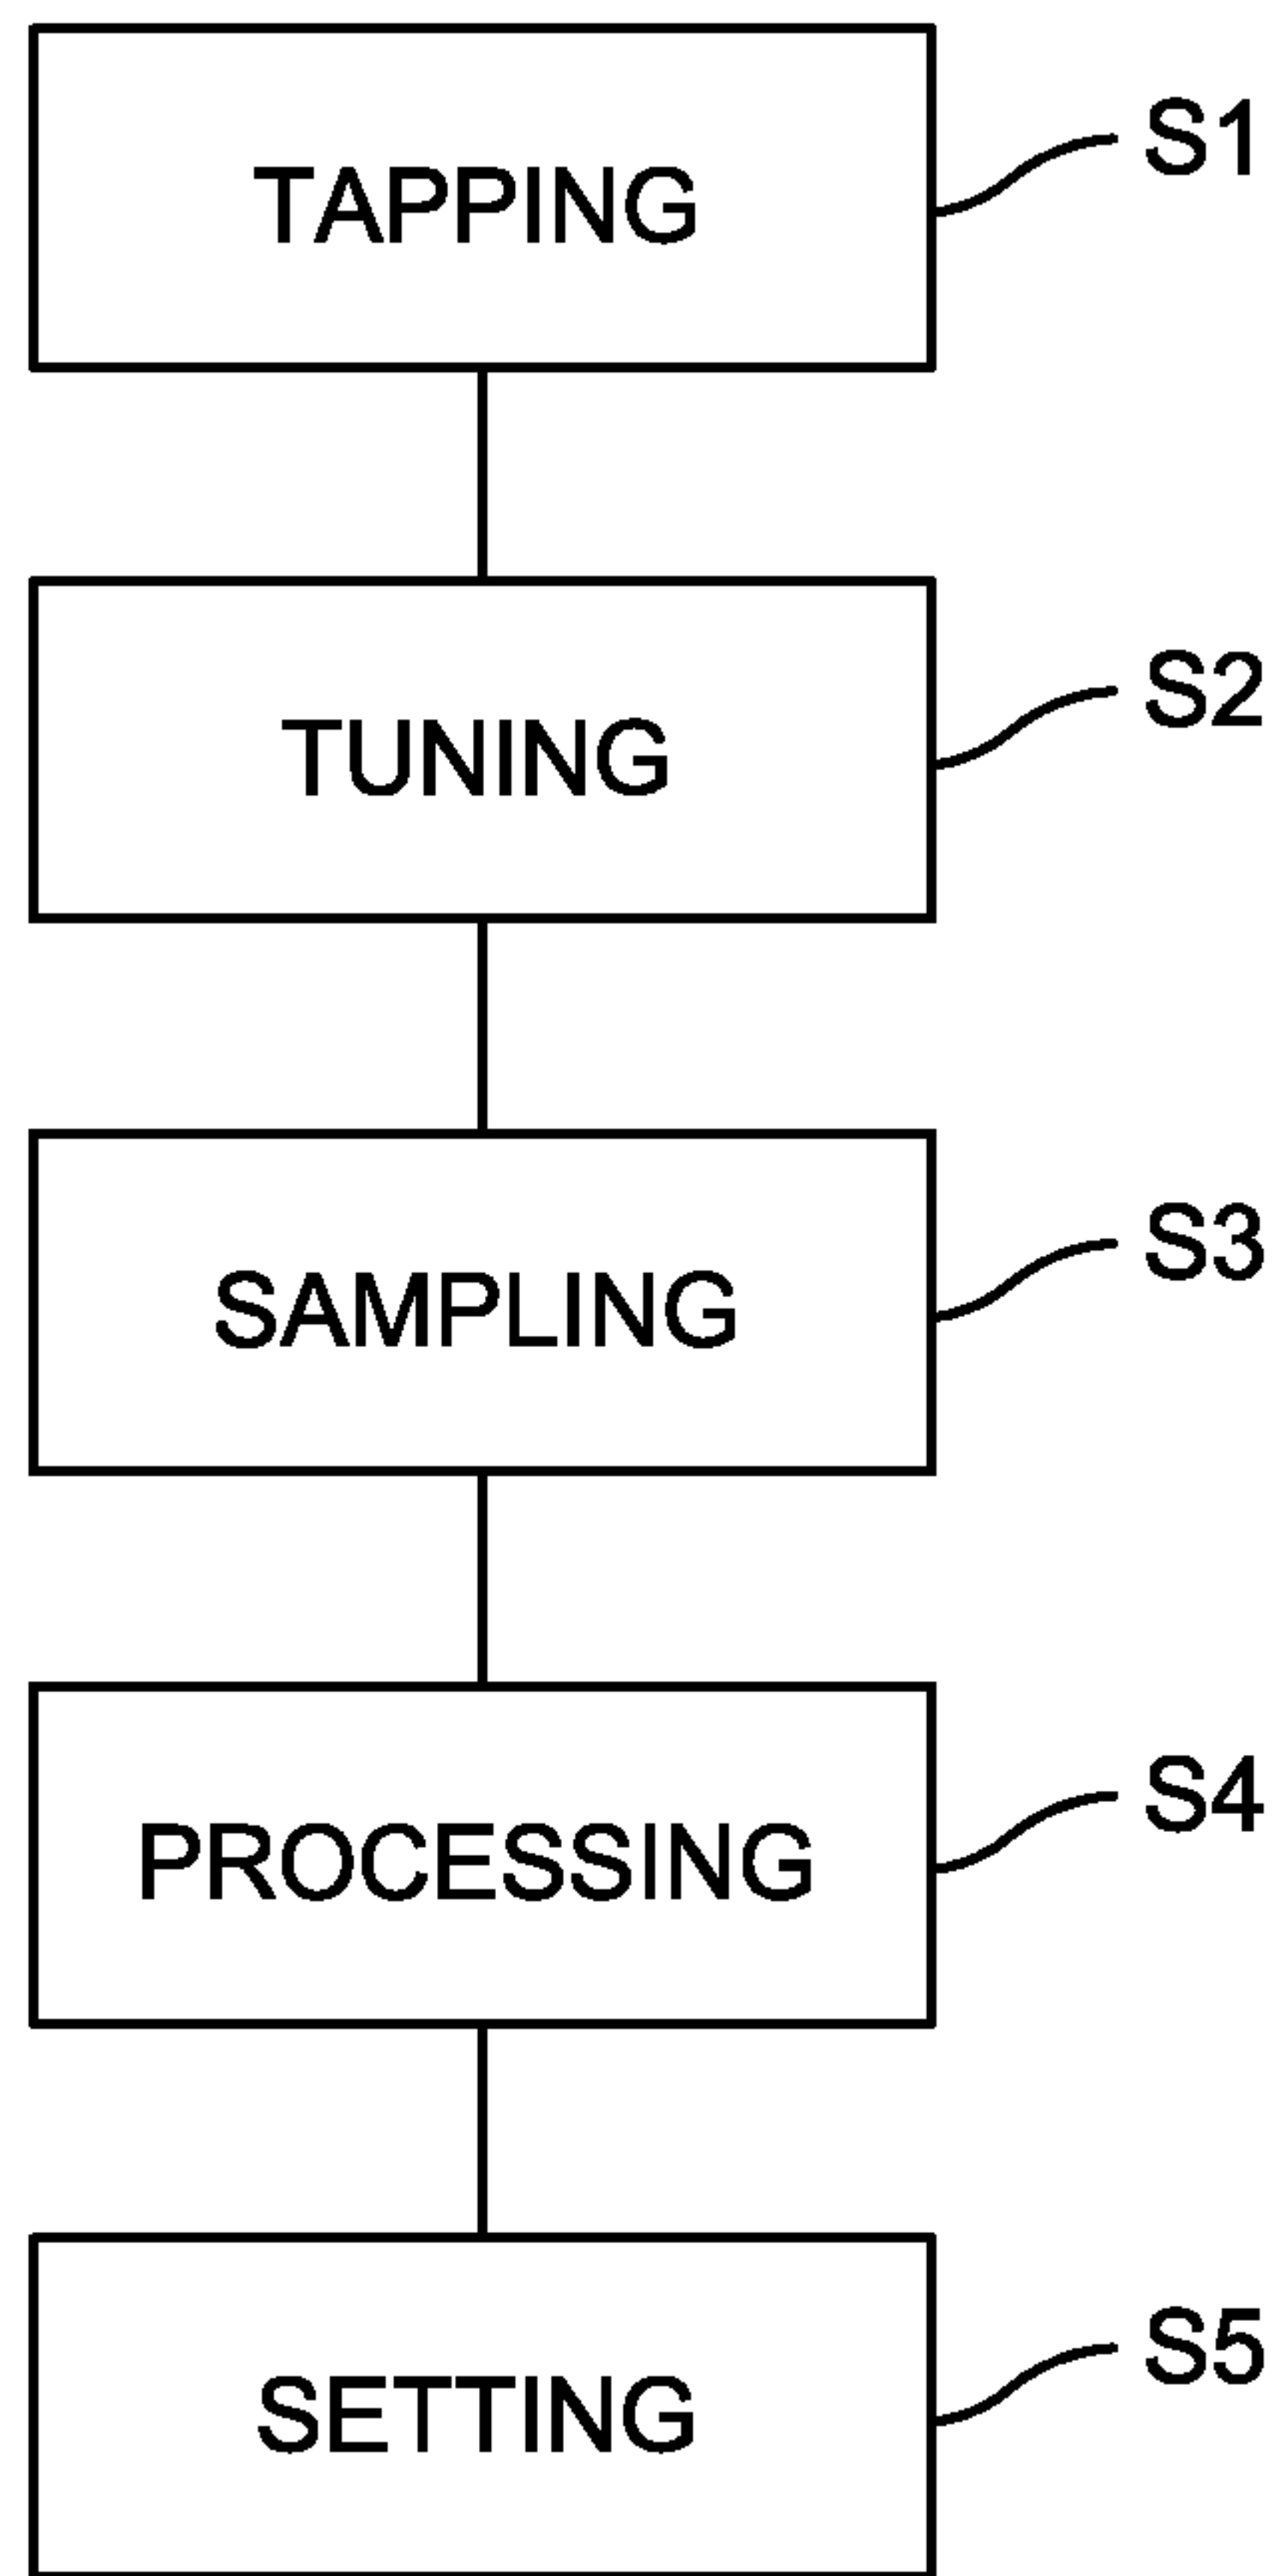 TAPPING
S1
TUNING
S2
SAMPLING
S3
PROCESSING
S4
SETTING
S5